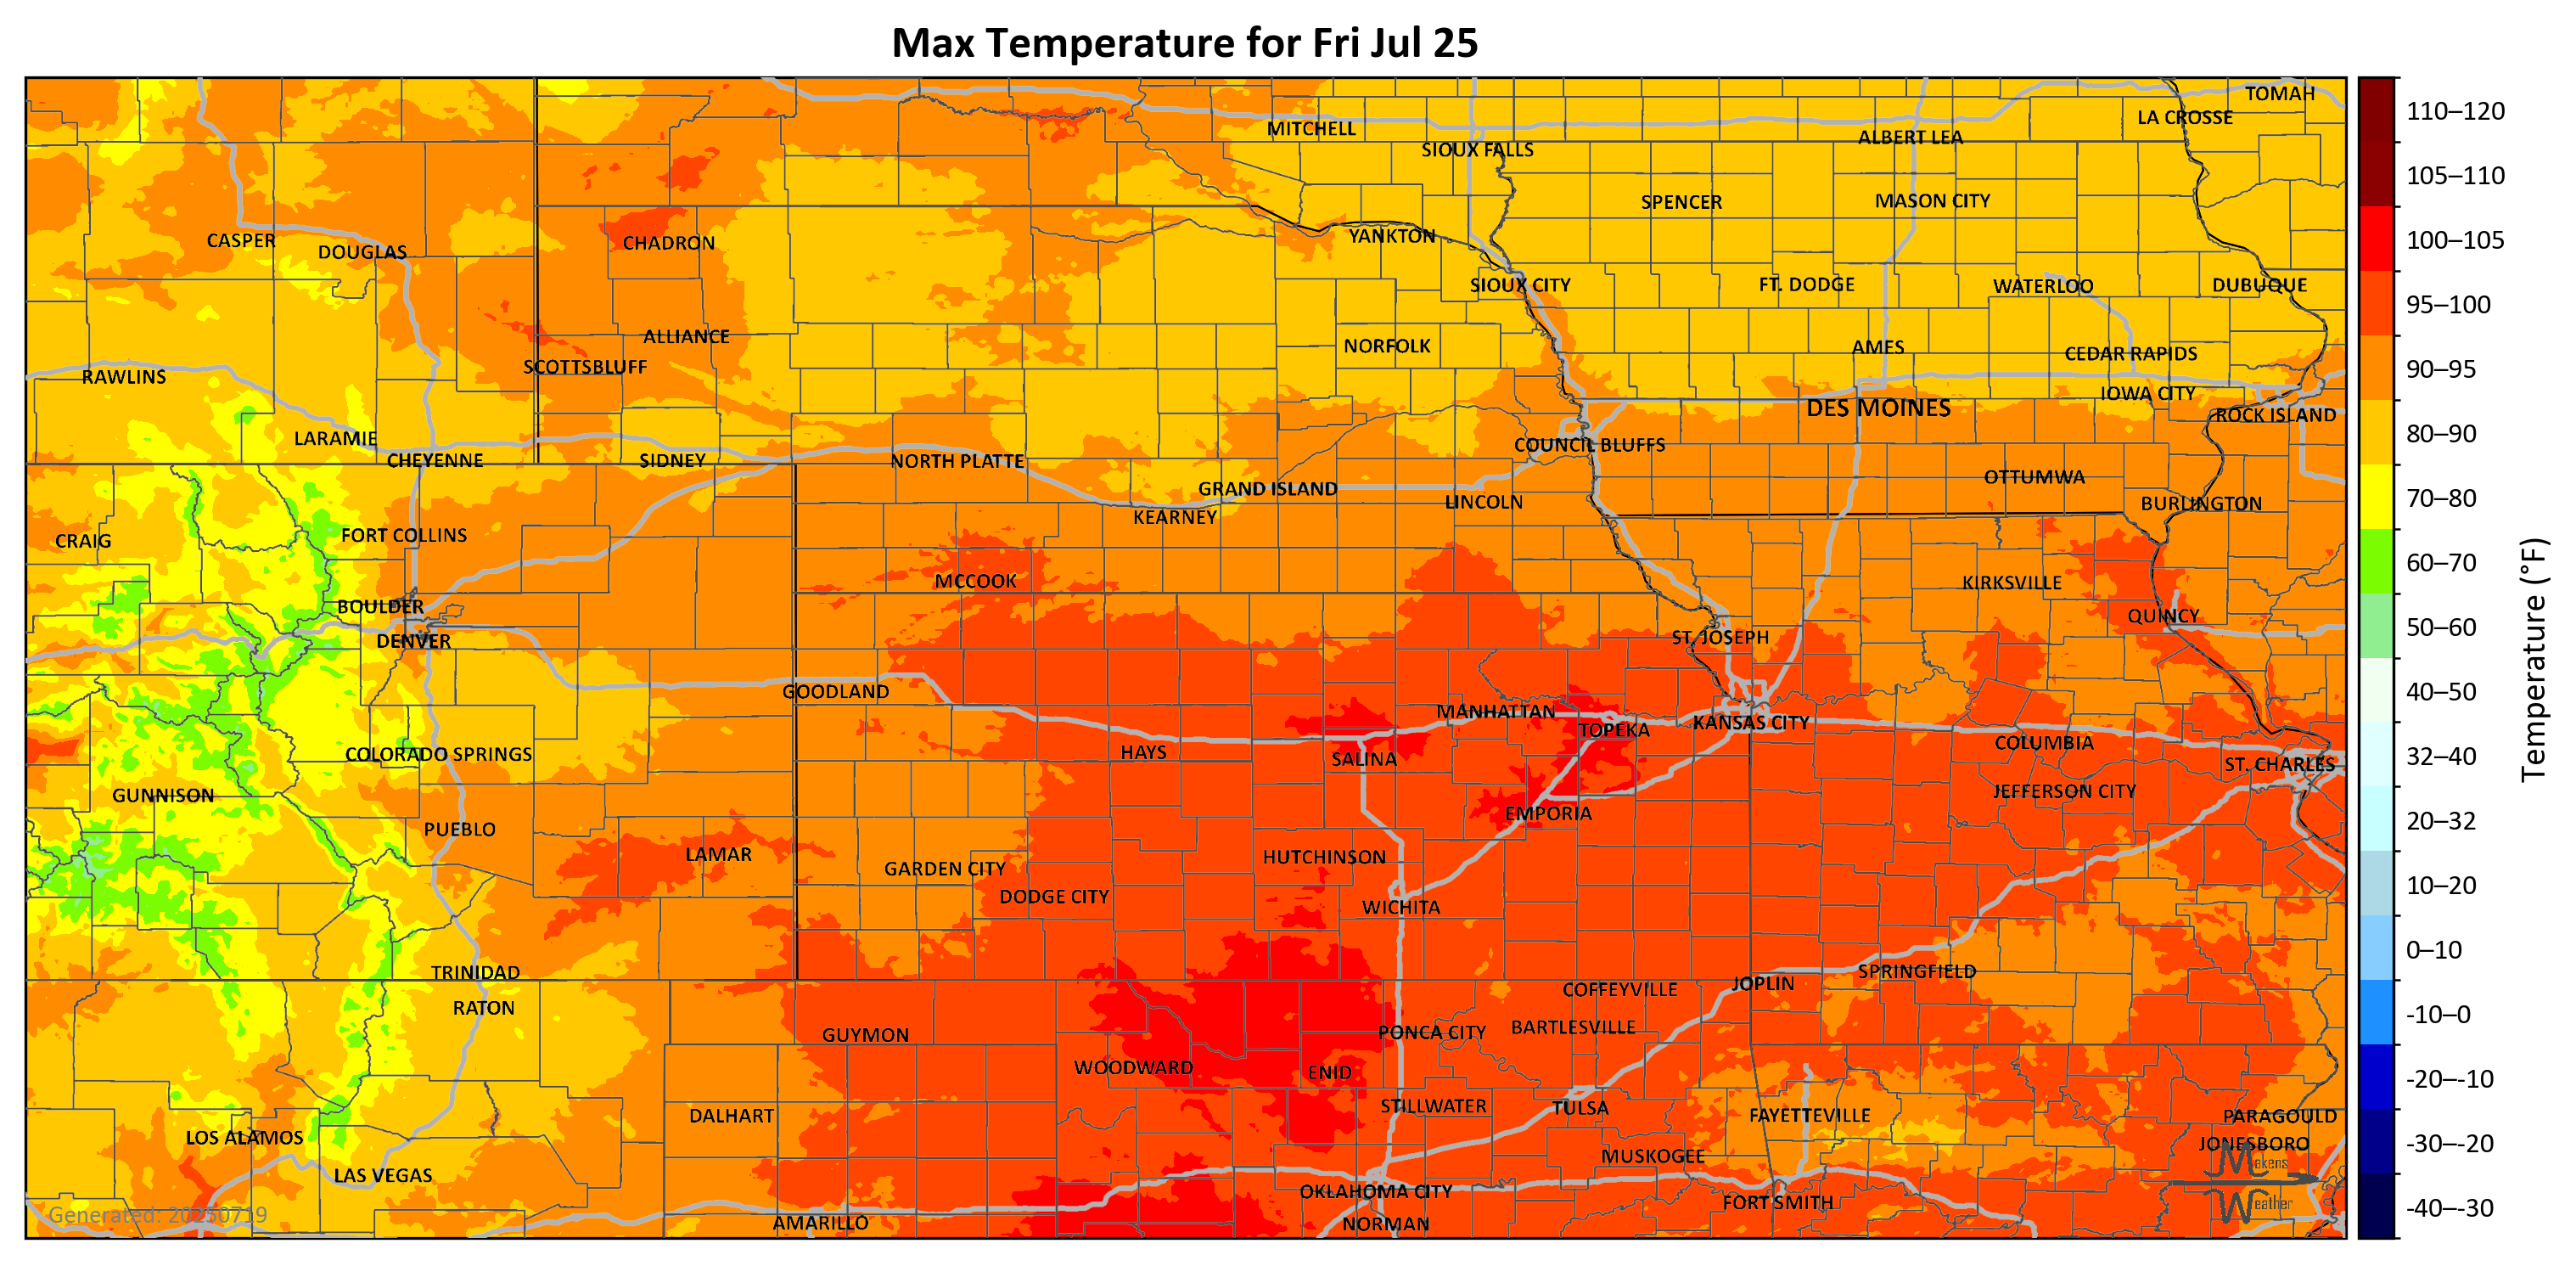 Max Temperature for Fri Jul 25
TOMAH
LA CROSSE
MITCHELL
ALBERT LEA
SIOUX FALLS
SPENCER
MASON CITY
CASPER
DOUGLAS
CHADRON
YANKTON
SIOUX CITY
FT. DODGE
WATERLOO
DUBUQUE
ALLIANCE
NORFOLK
AMES
CEDAR RAPIDS
SCOTTSBLUFF
RAWLINS
IOWA CITY
DES MOINES
ROCK ISLAND
LARAMIE
COUNCIL BLUFFS
CHEYENNE
SIDNEY
NORTH PLATTE
OTTUMWA
GRAND ISLAND
LINCOLN
BURLINGTON
KEARNEY
FORT COLLINS
CRAIG
MCCOOK
KIRKSVILLE
BOULDER
QUINCY
DENVER
ST. JOSEPH
GOODLAND
MANHATTAN
TOPEKA
KANSAS CITY
COLUMBIA
COLORADO SPRINGS
HAYS
SALINA
ST. CHARLES
GUNNISON
JEFFERSON CITY
EMPORIA
PUEBLO
LAMAR
HUTCHINSON
GARDEN CITY
DODGE CITY
WICHITA
TRINIDAD
SPRINGFIELD
JOPLIN
COFFEYVILLE
RATON
GUYMON
PONCA CITY
BARTLESVILLE
WOODWARD
ENID
DALHART
STILLWATER
TULSA
FAYETTEVILLE
PARAGOULD
LOS ALAMOS
JONESBORO
MUSKOGEE
Makens
LAS VEGAS
OKLAHOMA CITY
FORT SMITH
Weather
Generated: 20250719
AMARILLO
NORMAN
110–120
105–110
100–105
95–100
90–95
80–90
70–80
60–70
50–60
40–50
32–40
20–32
10–20
0–10
-10–0
-20–-10
-30–-20
-40–-30
Temperature (°F)